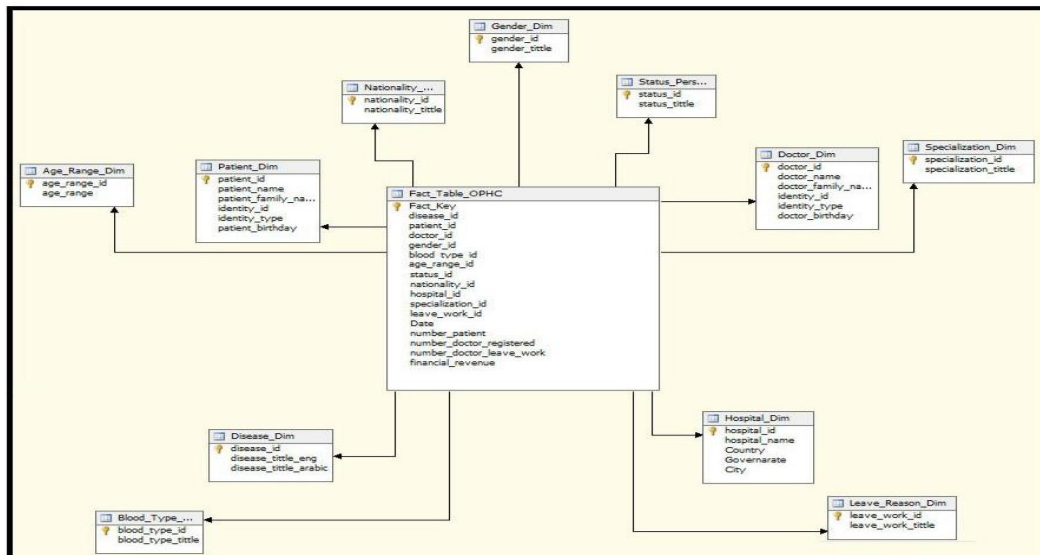 Gender_Dim
gender_id
gender_tittle
Nationality_...
nationality_id
nationality_tittle
Status_Pers...
status_id
status_tittle
Age_Range_Dim
age_range_id
age_range
Patient_Dim
patient_id
patient_name
patient_family_na...
identity_id
identity_type
patient_birthday
Doctor_Dim
doctor_id
doctor_name
doctor_family_na...
identity_id
identity_type
doctor_birthday
Specialization_Dim
specialization_id
specialization_tittle
Fact_Table_OPHC
Fact_Key
disease_id
patient_id
doctor_id
gender_id
blood_type_id
age_range_id
status_id
nationality_id
hospital_id
specialization_id
leave_work_id
Date
number_patient
number_doctor_registered
number_doctor_leave_work
financial_revenue
Disease_Dim
disease_id
disease_tittle_eng
disease_tittle_arabic
Hospital_Dim
hospital_id
hospital_name
Country
Governarate
City
Blood_Type_...
blood_type_id
blood_type_tittle
Leave_Reason_Dim
leave_work_id
leave_work_tittle